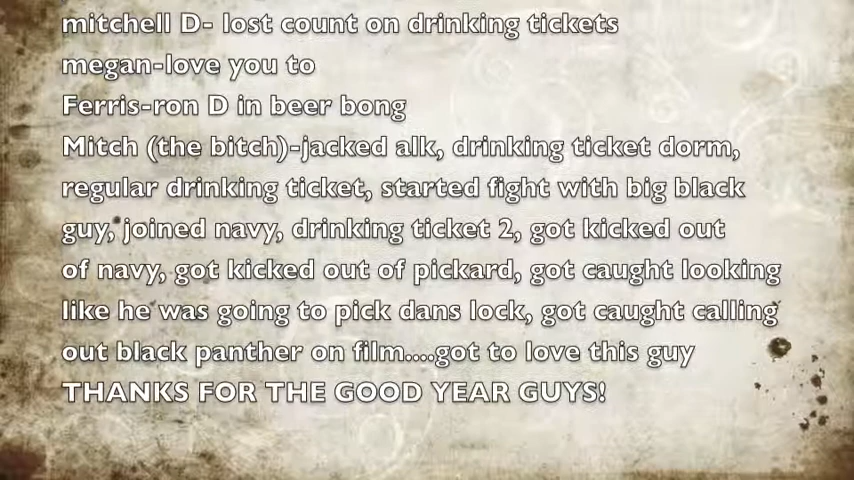 mitchell D- lost count on drinking tickets
megan-love you to
Ferris-ron D in beer bong
Mitch (the bitch)-jacked alk, drinking ticket dorm,
regular drinking ticket, started fight with big black
guy, joined navy, drinking ticket 2, got kicked out
of navy, got kicked out of pickard, got caught looking
like he was going to pick dans lock, got caught calling
out black panther on film....got to love this guy
THANKS FOR THE GOOD YEAR GUYS!